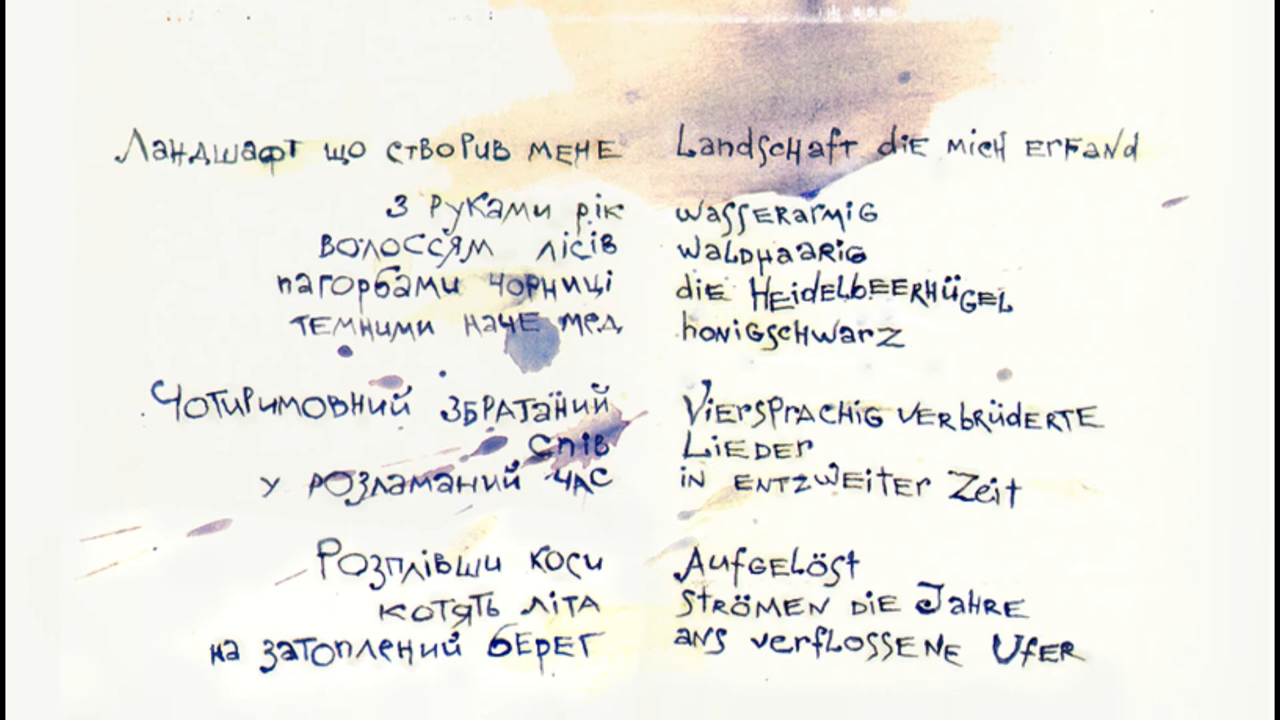 Ландшафт що створив мене
З руками рік
волоссям лісів
пагорбами чорниці
темними наче мед
Чотиримовний збратаний
спів
у розламаний час
Розплівши коси
котять літа
на затоплений берег
Landschaft die mich erfand
wasserarmig
waldhaarig
die Heidelbeerhügel
honigschwarz
Viersprachig verbrüderte
Lieder
in entzweiter Zeit
Aufgelöst
strömen die Jahre
ans verflossene Ufer